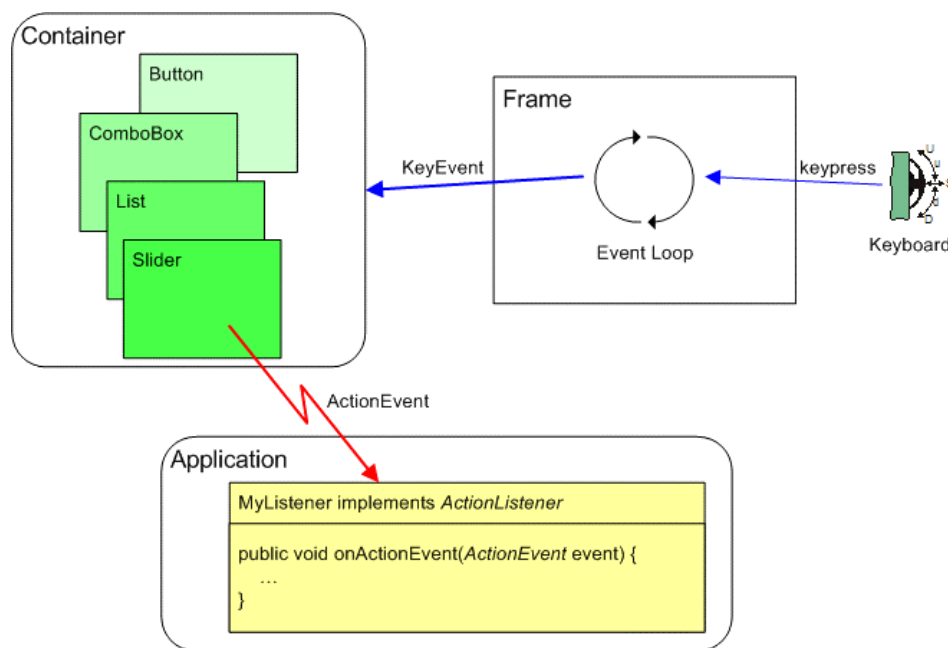 Container
Button
ComboBox
List
Slider
KeyEvent
Frame
Event Loop
keypress
U
u
S
d
D
Keyboard
ActionEvent
Application
MyListener implements ActionListener
public void onActionEvent(ActionEvent event) {
…
}